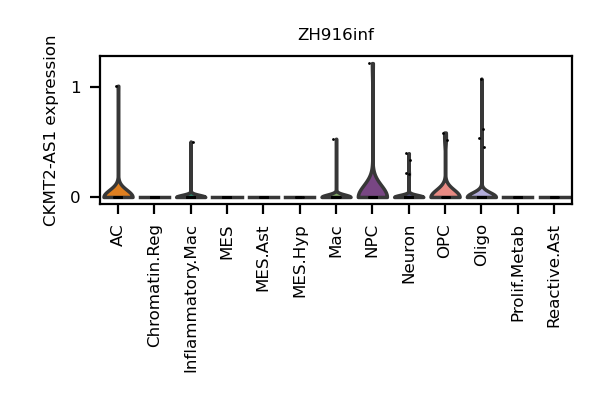 ZH916inf
CKMT2-AS1 expression
1
0
AC
Chromatin.Reg
Inflammatory.Mac
MES
MES.Ast
MES.Hyp
Mac
NPC
Neuron
OPC
Oligo
Prolif.Metab
Reactive.Ast